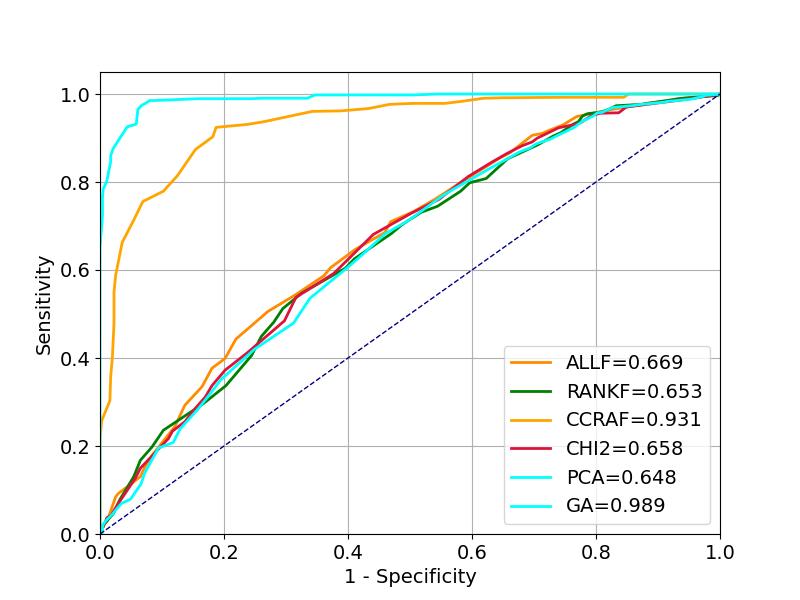 1.0
0.8
0.6
0.4
0.2
0.0
Sensitivity
ALLF=0.669
RANKF=0.653
CCRAF=0.931
CHI2=0.658
PCA=0.648
GA=0.989
0.0 0.2 0.4 0.6 0.8 1.0
1 - Specificity